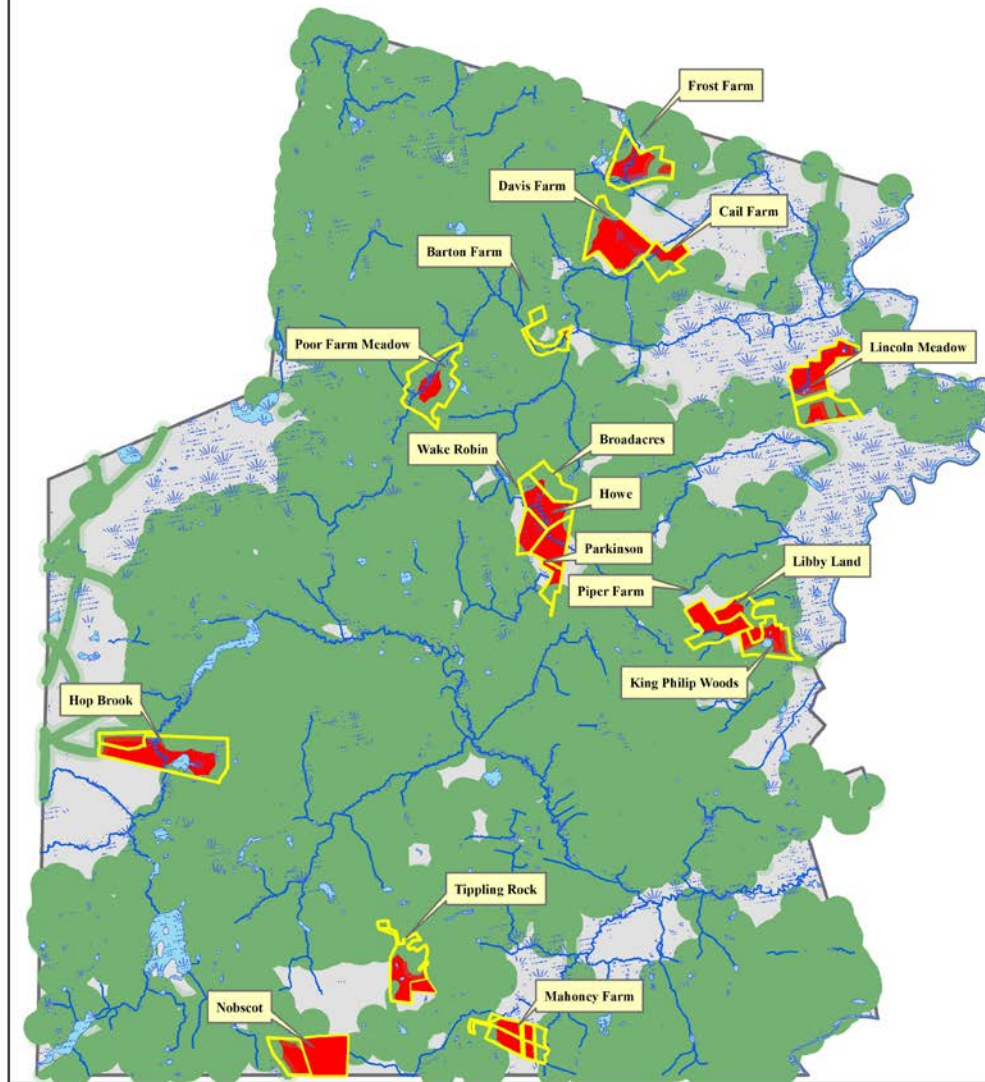 Frost Farm
Davis Farm
Cail Farm
Barton Farm
Poor Farm Meadow
Lincoln Meadow
Wake Robin
Broadacres
Howe
Parkinson
Libby Land
Piper Farm
King Philip Woods
Hop Brook
Tippling Rock
Nobscot
Mahoney Farm